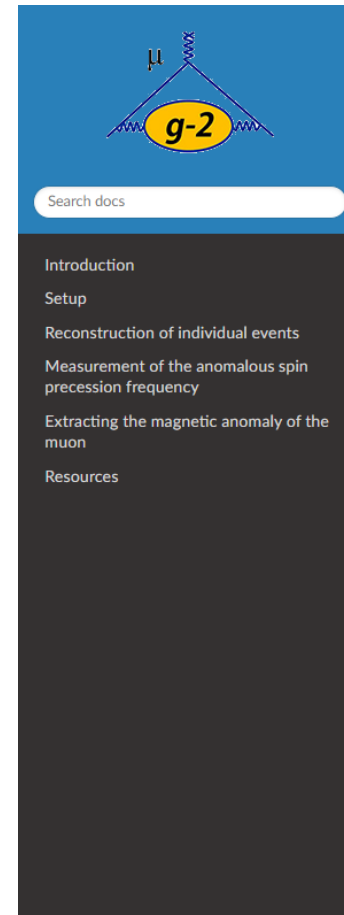 μ
g-2
Search docs
Introduction
Setup
Reconstruction of individual events
Measurement of the anomalous spin
precession frequency
Extracting the magnetic anomaly of the
muon
Resources